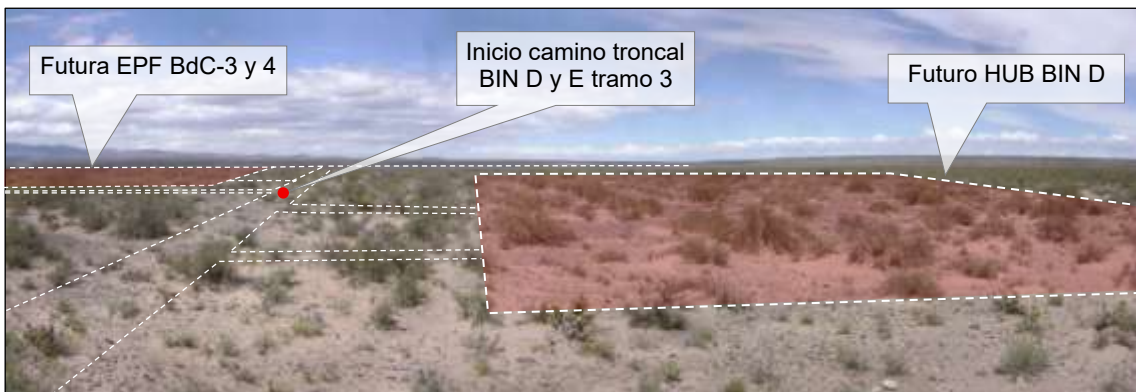 Futura EPF BdC-3 y 4
Inicio camino troncal
BIN D y E tramo 3
Futuro HUB BIN D